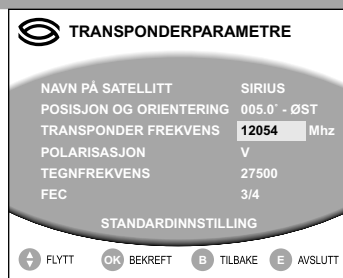 TRANSPONDERPARAMETRE
NAVN PÅ SATELLITT SIRIUS
POSISJON OG ORIENTERING 005.0° - ØST
TRANSPONDER FREKVENS 12054 Mhz
POLARISASJON V
TEGNFREKVENS 27500
FEC 3/4
STANDARDINNSTILLING
FLYTT OK BEKREFT B TILBAKE E AVSLUTT